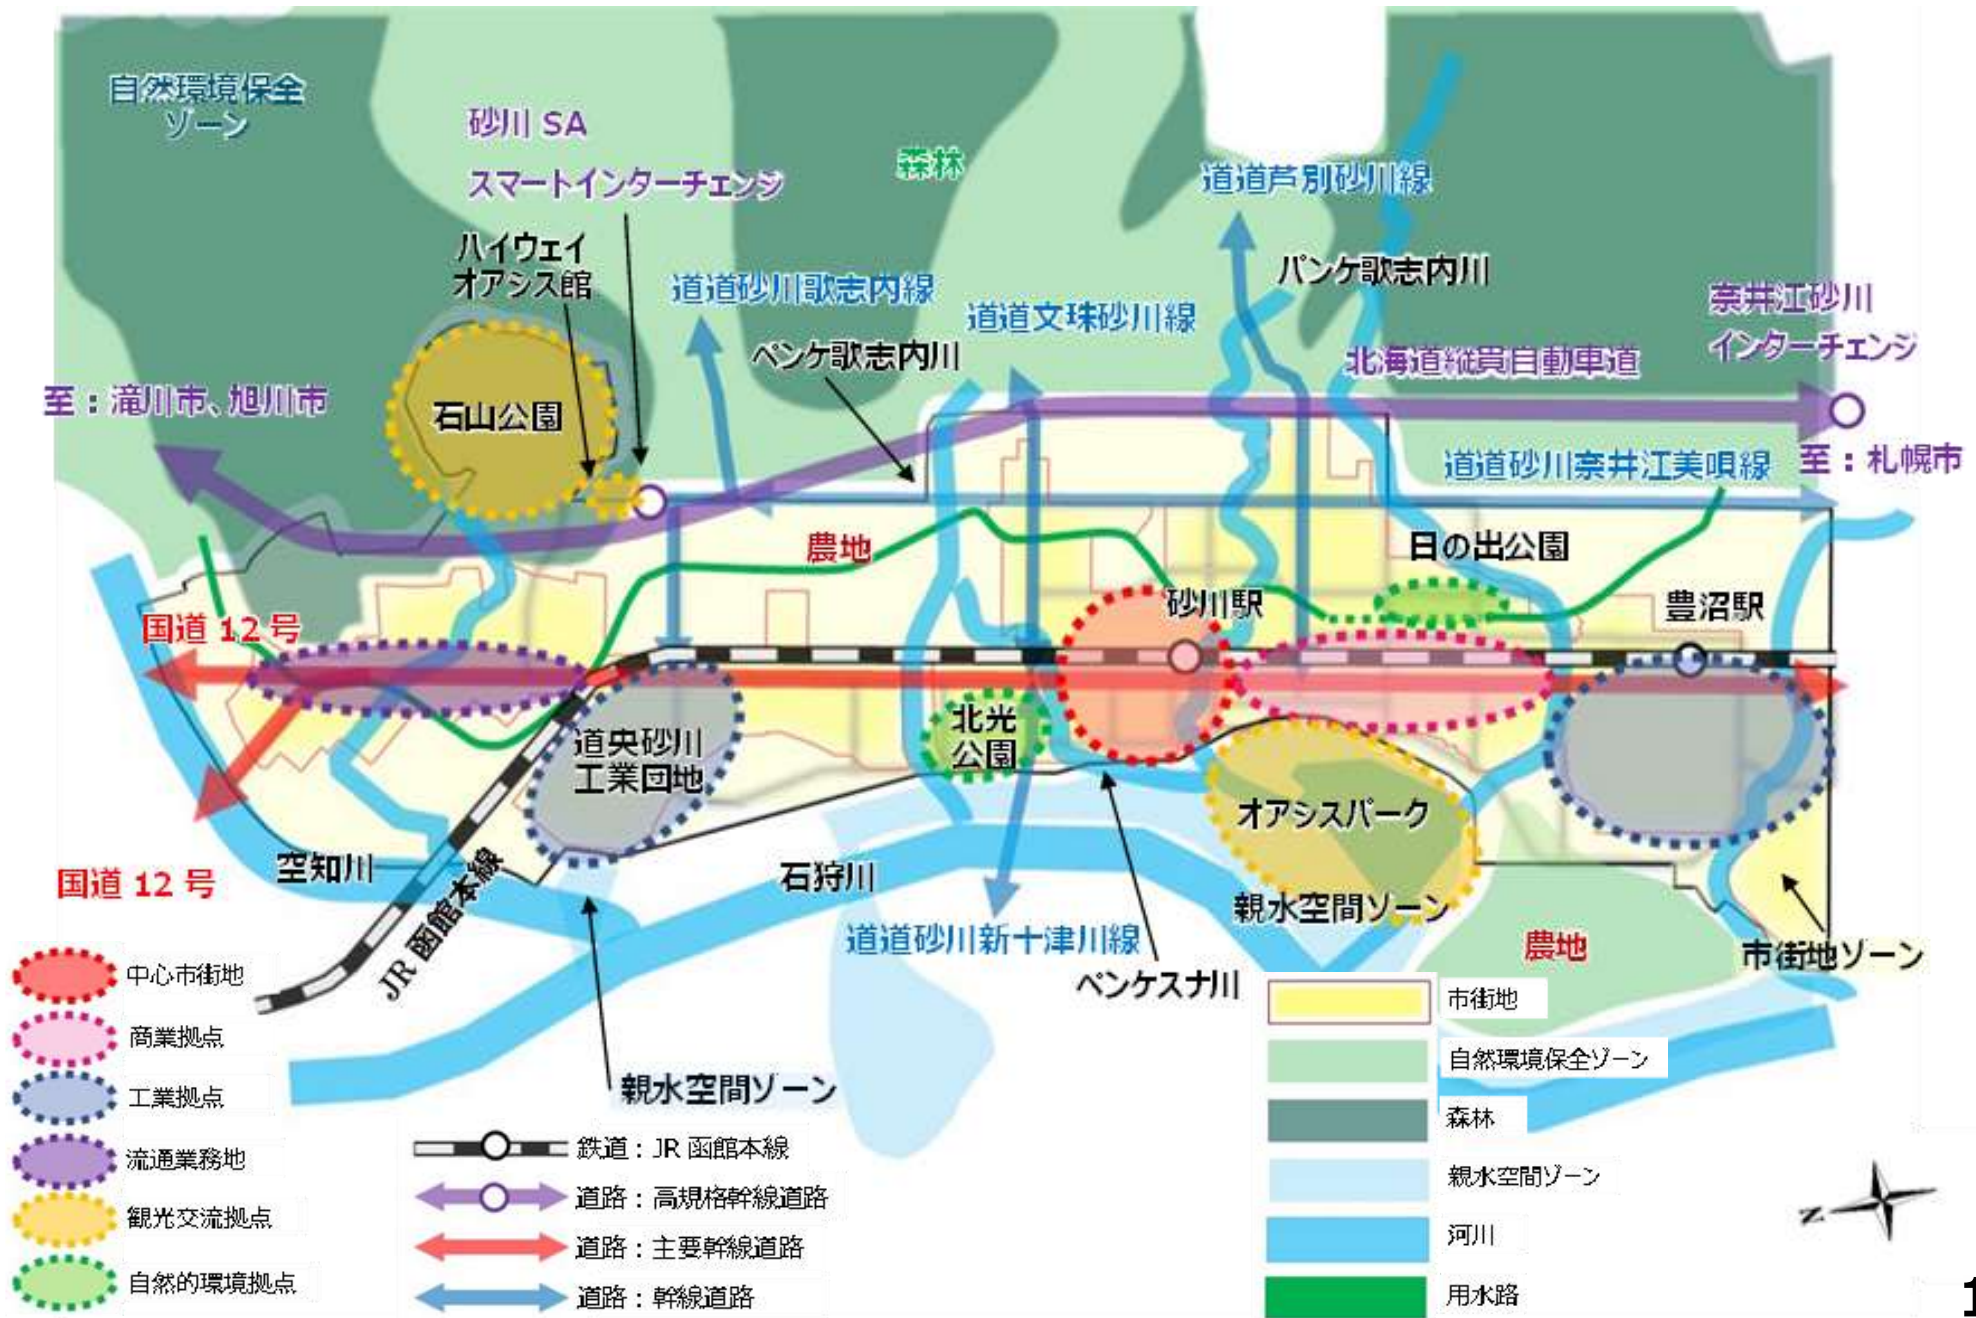 自然環境保全
ゾーン
砂川 SA
スマートインターチェンジ
森林
道道芦別砂川線
ハイウェイ
オアシス館
道道砂川歌志内線
道道文珠砂川線
パンケ歌志内川
奈井江砂川
インターチェンジ
ペンケ歌志内川
北海道縦貫自動車道
至：滝川市、旭川市
石山公園
道道砂川奈井江美唄線
至：札幌市
農地
日の出公園
国道 12 号
砂川駅
豊沼駅
道央砂川
工業団地
北光
公園
オアシスパーク
空知川
国道 12 号
JR 函館本線
石狩川
親水空間ゾーン
道道砂川新十津川線
農地
市街地ゾーン
ペンケスナ川
親水空間ゾーン
中心市街地
商業拠点
工業拠点
流通業務地
観光交流拠点
自然的環境拠点
鉄道：JR 函館本線
道路：高規格幹線道路
道路：主要幹線道路
道路：幹線道路
市街地
自然環境保全ゾーン
森林
親水空間ゾーン
河川
用水路
N